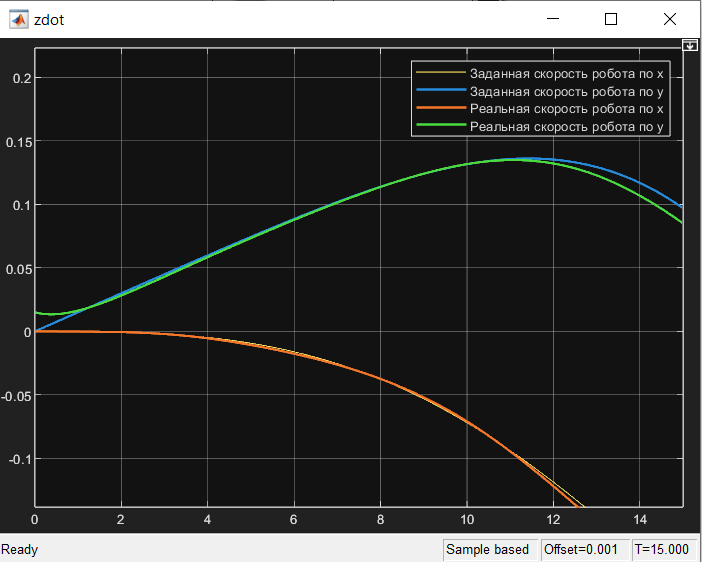 zdot
Заданная скорость робота по x
Заданная скорость робота по y
Реальная скорость робота по x
Реальная скорость робота по y
0.2
0.15
0.1
0.05
0
-0.05
-0.1
0 2 4 6 8 10 12 14
Ready Sample based Offset=0.001 T=15.000